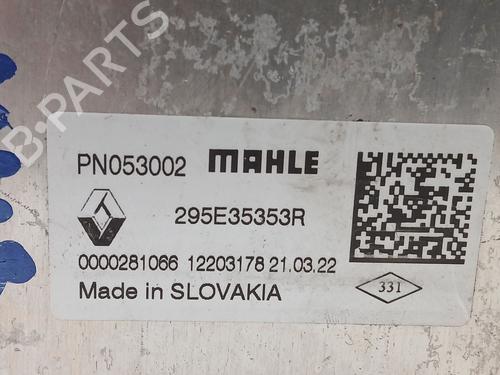 B-PARTS
PN053002 MAHLE
295E35353R
0000281066 12203178 21.03.22
Made in SLOVAKIA
331